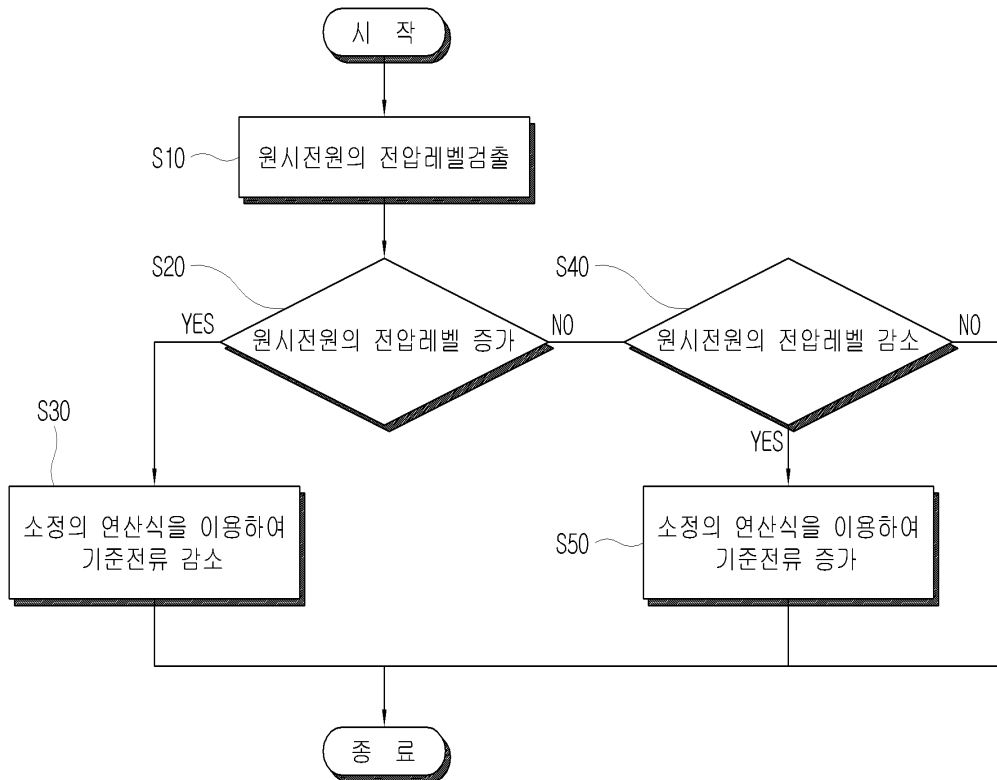 시 작
S10
원시전원의 전압레벨검출
S20
S40
YES
원시전원의 전압레벨 증가
NO
원시전원의 전압레벨 감소
NO
S30
YES
소정의 연산식을 이용하여
기준전류 감소
S50
소정의 연산식을 이용하여
기준전류 증가
종 료